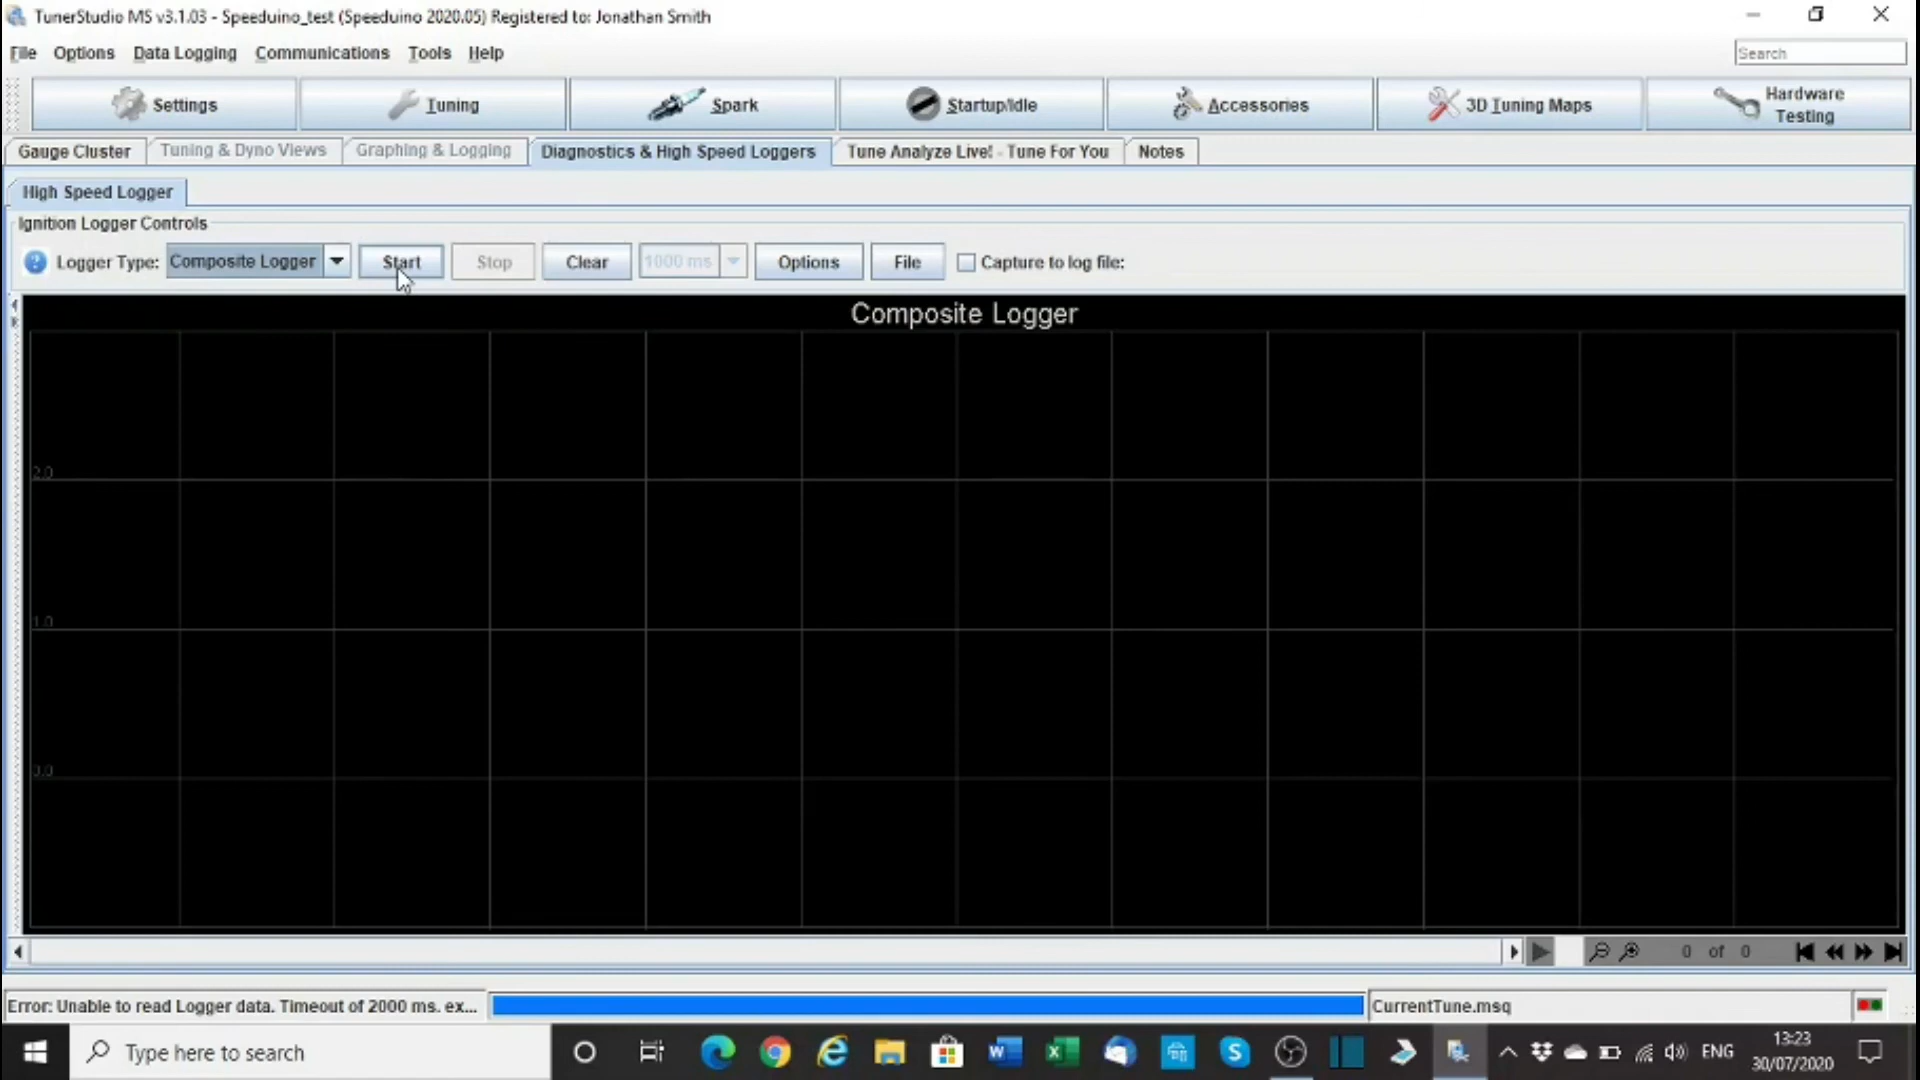 TunerStudio MS v3.1.03 - Speeduino_test (Speeduino 2020.05) Registered to: Jonathan Smith
File Options Data Logging Communications Tools Help
Search
Settings
Tuning
Spark
Startup/Idle
Accessories
3D Tuning Maps
Hardware Testing
Gauge Cluster
Tuning & Dyno Views
Graphing & Logging
Diagnostics & High Speed Loggers
Tune Analyze Live! - Tune For You
Notes
High Speed Logger
Ignition Logger Controls
Logger Type: Composite Logger Start Stop Clear 1000 ms Options File Capture to log file:
Composite Logger
2.0
1.0
0.0
0 of 0
Error: Unable to read Logger data. Timeout of 2000 ms. ex...
CurrentTune.msq
Type here to search
ENG
13:23
30/07/2020